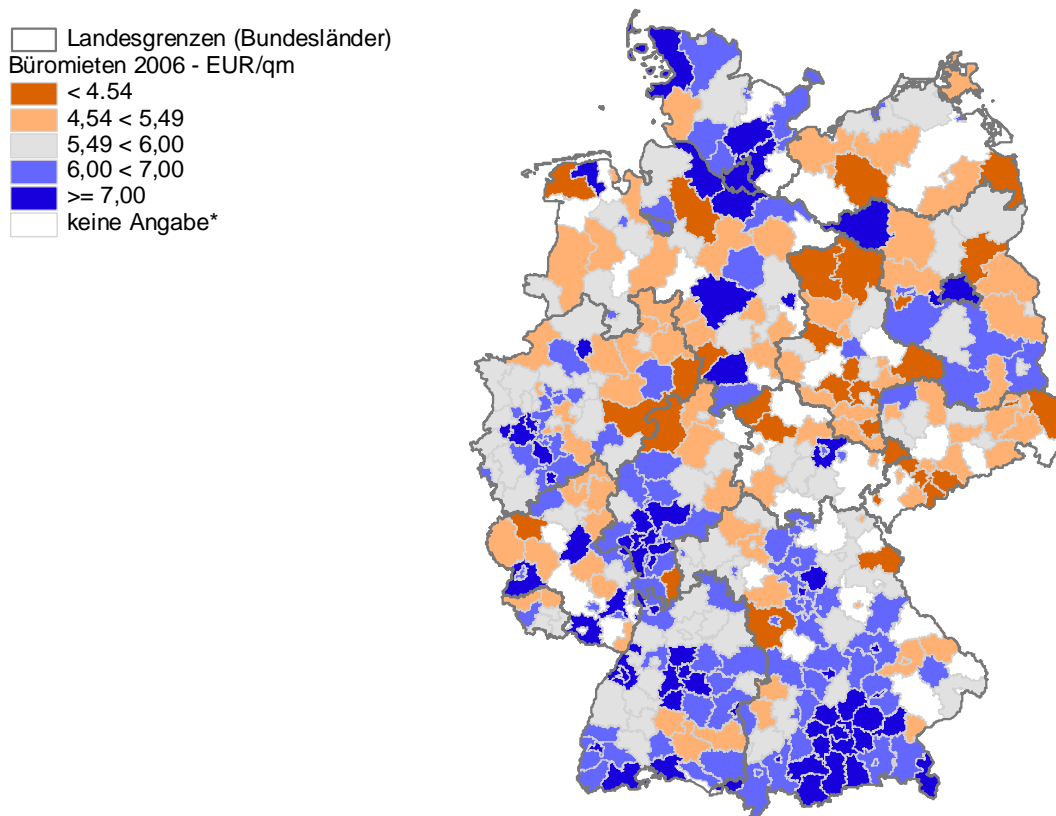 Landesgrenzen (Bundesländer)
Büromieten 2006 - EUR/qm
< 4.54
4,54 < 5,49
5,49 < 6,00
6,00 < 7,00
>= 7,00
keine Angabe*